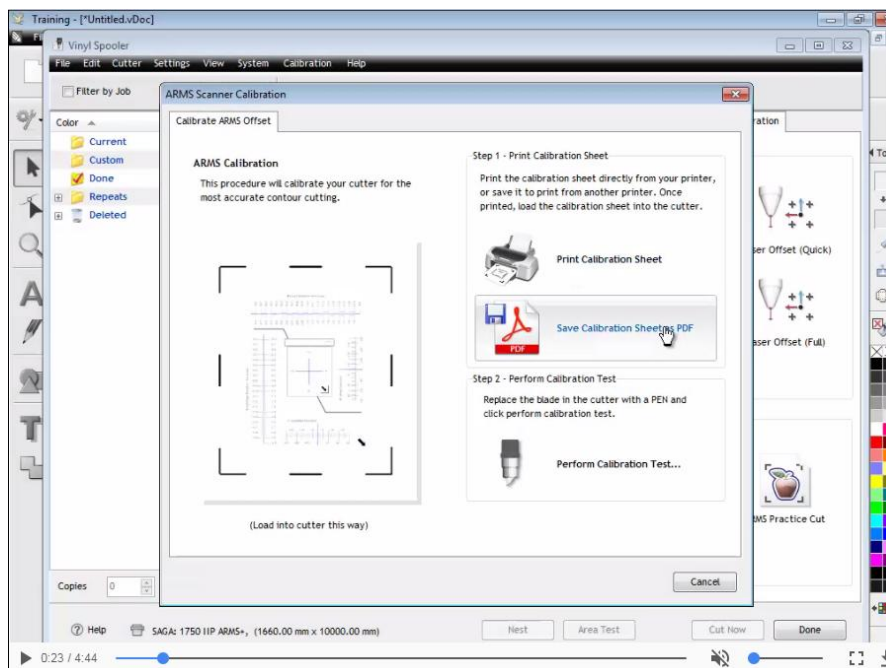 Training - [*Untitled.vDoc]
Vinyl Spooler
File Edit Cutter Settings View System Calibration Help
Filter by Job
ARMS Scanner Calibration
Calibrate ARMS Offset
Color
Current
Custom
Done
Repeats
Deleted
ARMS Calibration
This procedure will calibrate your cutter for the
most accurate contour cutting.
(Load into cutter this way)
Step 1 - Print Calibration Sheet
Print the calibration sheet directly from your printer,
or save it to print from another printer. Once
printed, load the calibration sheet into the cutter.
Print Calibration Sheet
PDF
Save Calibration Sheet as PDF
Step 2 - Perform Calibration Test
Replace the blade in the cutter with a PEN and
click perform calibration test.
Perform Calibration Test...
Cancel
ration
ser Offset (Quick)
aser Offset (Full)
MS Practice Cut
Copies 0
Help SAGA: 1750 IIP ARMS+, (1660.00 mm x 10000.00 mm)
Nest Area Test Cut Now Done
0:23 / 4:44